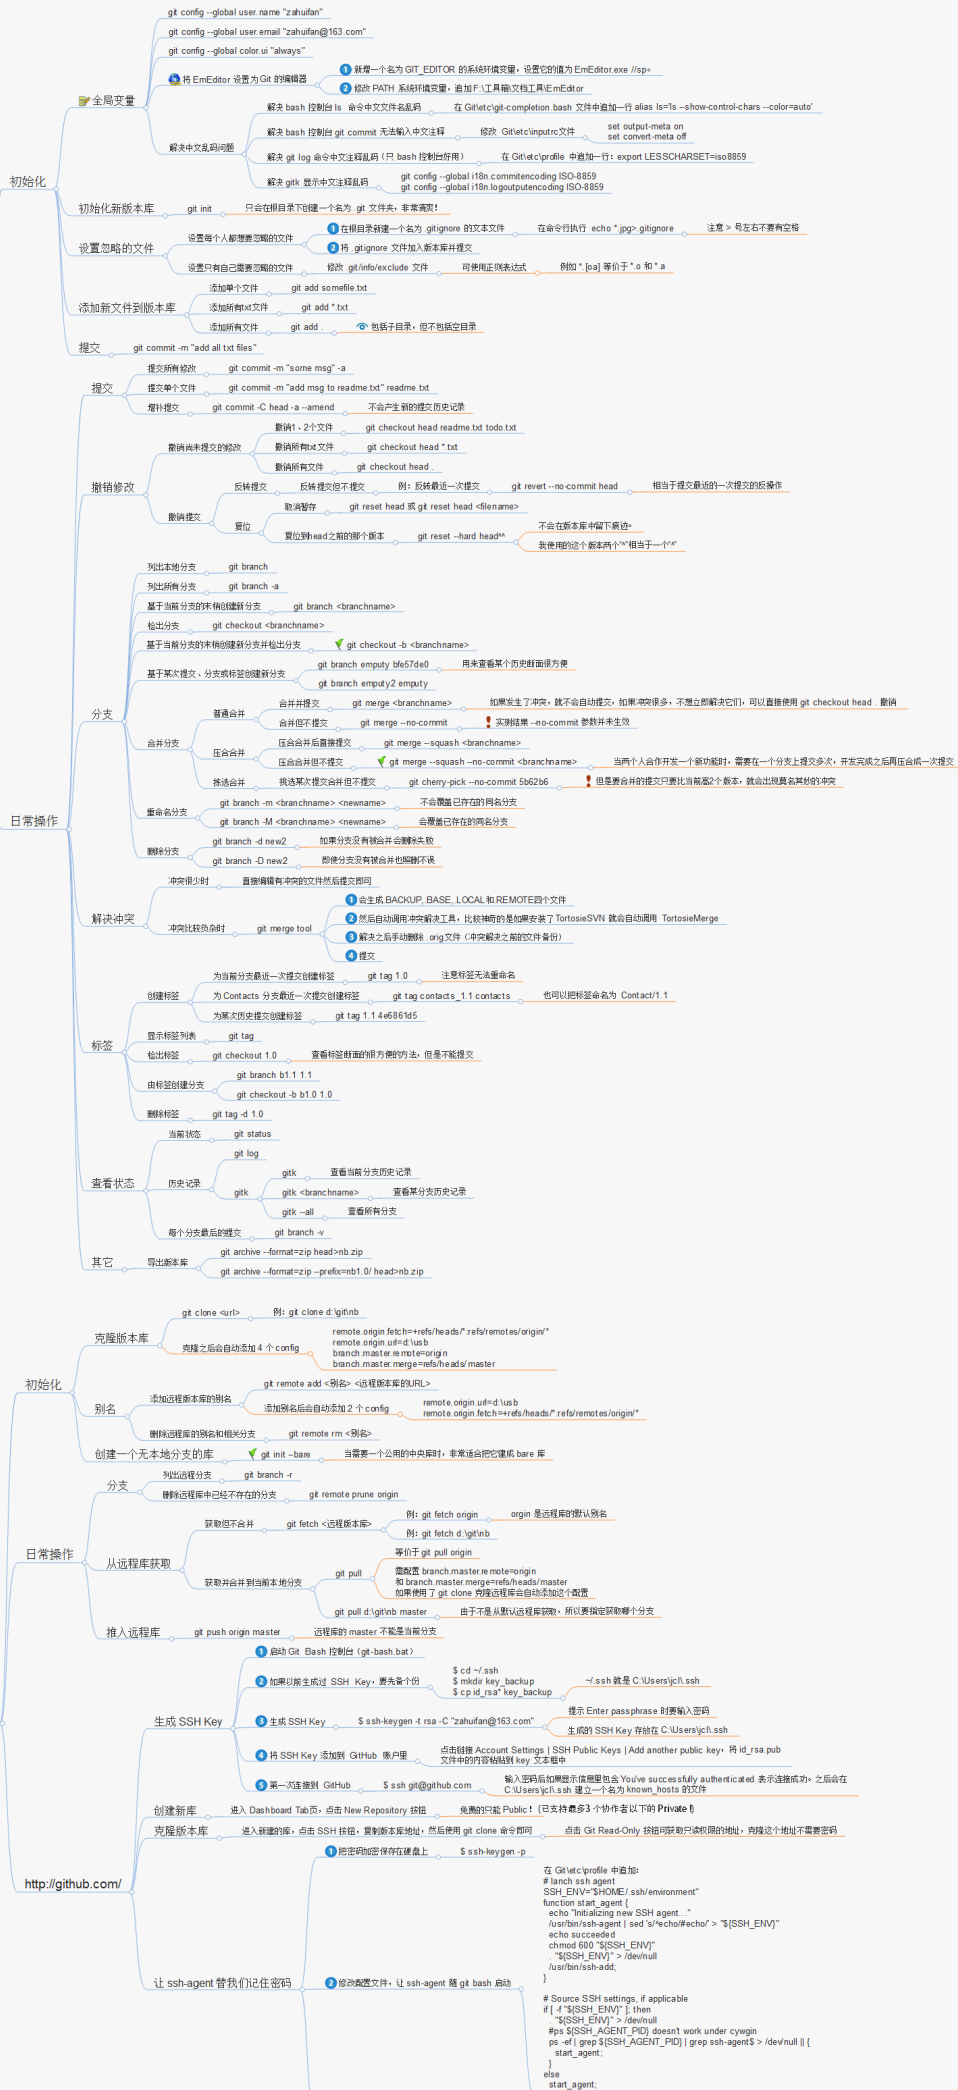 git config --global user.name "zahuifan"
git config --global user.email "zahuifan@163.com"
git config --global color.ui "always"
将 EmEditor 设置为 Git 的编辑器
1 新增一个名为 GIT_EDITOR 的系统环境变量，设置它的值为 EmEditor.exe //sp。
2 修改 PATH 系统环境变量，追加 F:\工具箱\文档工具\EmEditor
全局变量
解决中文乱码问题
解决 bash 控制台 ls 命令中文文件名乱码
在 Git\etc\git-completion.bash 文件中追加一行 alias ls='ls --show-control-chars --color=auto'
解决 bash 控制台 git commit 无法输入中文注释
修改 Git\etc\inputrc文件
set output-meta on
set convert-meta off
解决 git log 命令中文注释乱码（只 bash 控制台好用）
在 Git\etc\profile 中追加一行：export LESSCHARSET=iso8859
解决 gitk 显示中文注释乱码
git config --global i18n.commitencoding ISO-8859
git config --global i18n.logoutputencoding ISO-8859
初始化
初始化新版本库
git init
只会在根目录下创建一个名为 .git 文件夹，非常清爽！
设置忽略的文件
设置每个人都想要忽略的文件
1 在根目录新建一个名为 .gitignore 的文本文件
在命令行执行 echo *.jpg>.gitignore
注意 > 号左右不要有空格
2 将 .gitignore 文件加入版本库并提交
设置只有自己需要忽略的文件
修改 .git/info/exclude 文件
可使用正则表达式
例如 *.[oa] 等价于 *.o 和 *.a
添加新文件到版本库
添加单个文件
git add somefile.txt
添加所有txt文件
git add *.txt
添加所有文件
git add .
包括子目录，但不包括空目录
提交
git commit -m "add all txt files"
日常操作
提交
提交所有修改
git commit -m "some msg" -a
提交单个文件
git commit -m "add msg to readme.txt" readme.txt
增补提交
git commit -C head -a --amend
不会产生新的提交历史记录
撤销修改
撤销尚未提交的修改
撤销1、2个文件
git checkout head readme.txt todo.txt
撤销所有txt文件
git checkout head *.txt
撤销所有文件
git checkout head .
撤销提交
反转提交
反转提交但不提交
例：反转最近一次提交
git revert --no-commit head
相当于提交最近的一次提交的反操作
复位
取消暂存
git reset head 或 git reset head <filename>
复位到head之前的那个版本
git reset --hard head^^
不会在版本库中留下痕迹。
我使用的这个版本两个"^"相当于一个"^"
分支
列出本地分支
git branch
列出所有分支
git branch -a
基于当前分支的末梢创建新分支
git branch <branchname>
检出分支
git checkout <branchname>
基于当前分支的末梢创建新分支并检出分支
git checkout -b <branchname>
基于某次提交、分支或标签创建新分支
git branch emputy bfe57de0
用来查看某个历史断面很方便
git branch emputy2 emputy
合并分支
普通合并
合并并提交
git merge <branchname>
如果发生了冲突，就不会自动提交，如果冲突很多，不想立即解决它们，可以直接使用 git checkout head . 撤销
合并但不提交
git merge --no-commit
实测结果 --no-commit 参数并未生效
压合合并
压合合并后直接提交
git merge --squash <branchname>
压合合并但不提交
git merge --squash --no-commit <branchname>
当两个人合作开发一个新功能时，需要在一个分支上提交多次，开发完成之后再压合成一次提交
拣选合并
挑选某次提交合并但不提交
git cherry-pick --no-commit 5b62b6
但是要合并的提交只要比当前高2个版本，就会出现莫名其妙的冲突
重命名分支
git branch -m <branchname> <newname>
不会覆盖已存在的同名分支
git branch -M <branchname> <newname>
会覆盖已存在的同名分支
删除分支
git branch -d new2
如果分支没有被合并会删除失败
git branch -D new2
即使分支没有被合并也照删不误
解决冲突
冲突很少时
直接编辑有冲突的文件然后提交即可
冲突比较负杂时
git merge tool
1 会生成.BACKUP,.BASE,.LOCAL和.REMOTE四个文件
2 然后自动调用冲突解决工具，比较神奇的是如果安装了TortosieSVN 就会自动调用 TortosieMerge
3 解决之后手动删除 .orig文件（冲突解决之前的文件备份）
4 提交
标签
创建标签
为当前分支最近一次提交创建标签
git tag 1.0
注意标签无法重命名
为 Contacts 分支最近一次提交创建标签
git tag contacts_1.1 contacts
也可以把标签命名为 Contact/1.1
为某次历史提交创建标签
git tag 1.1 4e6861d5
显示标签列表
git tag
检出标签
git checkout 1.0
查看标签断面的很方便的方法，但是不能提交
由标签创建分支
git branch b1.1 1.1
git checkout -b b1.0 1.0
删除标签
git tag -d 1.0
查看状态
当前状态
git status
历史记录
git log
gitk
gitk
查看当前分支历史记录
gitk <branchname>
查看某分支历史记录
gitk --all
查看所有分支
每个分支最后的提交
git branch -v
其它
导出版本库
git archive --format=zip head>nb.zip
git archive --format=zip --prefix=nb1.0/ head>nb.zip
初始化
克隆版本库
git clone <url>
例：git clone d:\git\nb
克隆之后会自动添加 4 个 config
remote.origin.fetch=+refs/heads/*:refs/remotes/origin/*
remote.origin.url=d:\usb
branch.master.remote=origin
branch.master.merge=refs/heads/master
别名
添加远程版本库的别名
git remote add <别名> <远程版本库的URL>
添加别名后会自动添加 2 个 config
remote.origin.url=d:\usb
remote.origin.fetch=+refs/heads/*:refs/remotes/origin/*
删除远程库的别名和相关分支
git remote rm <别名>
创建一个无本地分支的库
git init --bare
当需要一个公用的中央库时，非常适合把它建成 bare 库
日常操作
分支
列出远程分支
git branch -r
删除远程库中已经不存在的分支
git remote prune origin
从远程库获取
获取但不合并
git fetch <远程版本库>
例：git fetch origin
orgin 是远程库的默认别名
例：git fetch d:\git\nb
获取并合并到当前本地分支
git pull
等价于 git pull origin
需配置 branch.master.remote=origin
和 branch.master.merge=refs/heads/master
如果使用了 git clone 克隆远程库会自动添加这个配置
git pull d:\git\nb master
由于不是从默认远程库获取，所以要指定获取哪个分支
推入远程库
git push origin master
远程库的 master 不能是当前分支
http://github.com/
生成 SSH Key
1 启动 Git Bash 控制台（git-bash.bat）
2 如果以前生成过 SSH Key，要先备个份
$ cd ~/.ssh
$ mkdir key_backup
$ cp id_rsa* key_backup
~/.ssh 就是 C:\Users\jcl\.ssh
3 生成 SSH Key
$ ssh-keygen -t rsa -C "zahuifan@163.com"
提示 Enter passphrase 时要输入密码
生成的 SSH Key 存放在 C:\Users\jcl\.ssh
4 将 SSH Key 添加到 GitHub 账户里
点击链接 Account Settings | SSH Public Keys | Add another public key，将 id_rsa.pub
文件中的内容粘贴到 key 文本框中
5 第一次连接到 GitHub
$ ssh git@github.com
输入密码后如果显示信息里包含 You've successfully authenticated 表示连接成功。之后会在
C:\Users\jcl\.ssh 建立一个名为 known_hosts 的文件
创建新库
进入 Dashboard Tab页，点击 New Repository 按钮
免费的只能 Public！(已支持最多3 个协作者以下的 Private !)
克隆版本库
进入新建的库，点击 SSH 按钮，复制版本库地址，然后使用 git clone 命令即可
点击 Git Read-Only 按钮可获取只读权限的地址，克隆这个地址不需要密码
让 ssh-agent 替我们记住密码
1 把密码加密保存在硬盘上
$ ssh-keygen -p
2 修改配置文件，让 ssh-agent 随 git bash 启动
在 Git\etc\profile 中追加：
# lanch ssh agent
SSH_ENV="$HOME/.ssh/environment"
function start_agent {
echo "Initializing new SSH agent..."
/usr/bin/ssh-agent | sed 's/^echo/#echo/' > "${SSH_ENV}"
echo succeeded
chmod 600 "${SSH_ENV}"
. "${SSH_ENV}" > /dev/null
/usr/bin/ssh-add;
}
# Source SSH settings, if applicable
if [ -f "${SSH_ENV}" ]; then
. "${SSH_ENV}" > /dev/null
#ps ${SSH_AGENT_PID} doesn't work under cywgin
ps -ef | grep ${SSH_AGENT_PID} | grep ssh-agent$ > /dev/null || {
start_agent;
}
else
start_agent;